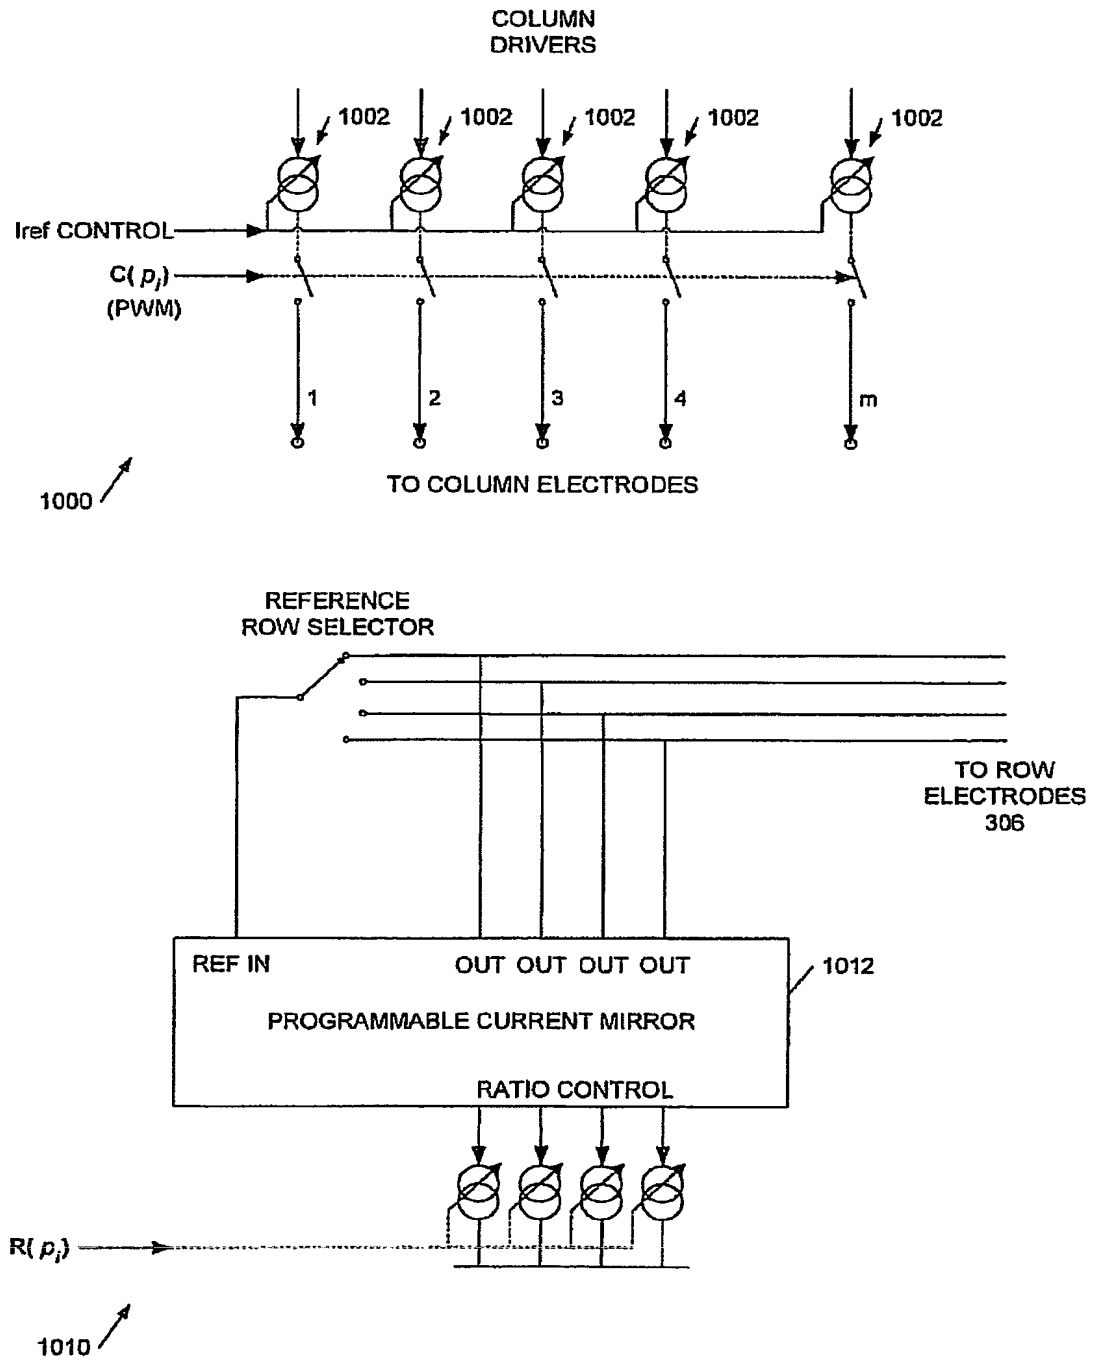 COLUMN
DRIVERS
1002 1002 1002 1002 1002
Iref CONTROL
C( pi)
(PWM)
1 2 3 4 m
1000
TO COLUMN ELECTRODES
REFERENCE
ROW SELECTOR
TO ROW
ELECTRODES
306
REF IN OUT OUT OUT OUT
1012
PROGRAMMABLE CURRENT MIRROR
RATIO CONTROL
R( pi)
1010